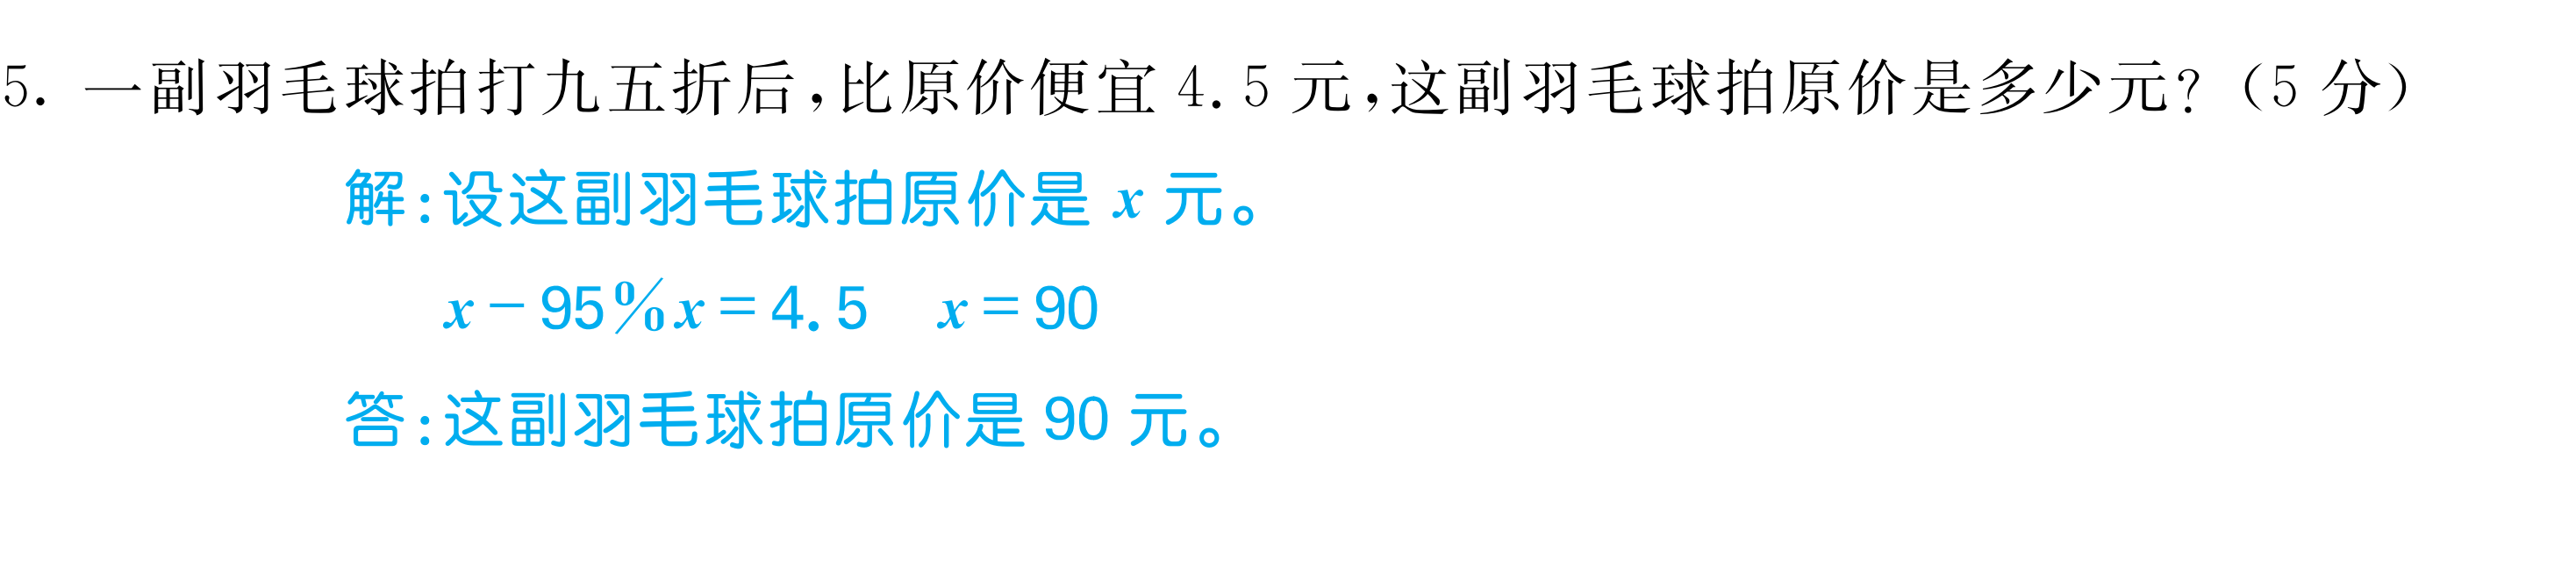 5. 一副羽毛球拍打九五折后,比原价便宜 4.5 元,这副羽毛球拍原价是多少元?(5 分)
解:设这副羽毛球拍原价是 x 元。
x－95%x＝4.5　x＝90
答:这副羽毛球拍原价是 90 元。